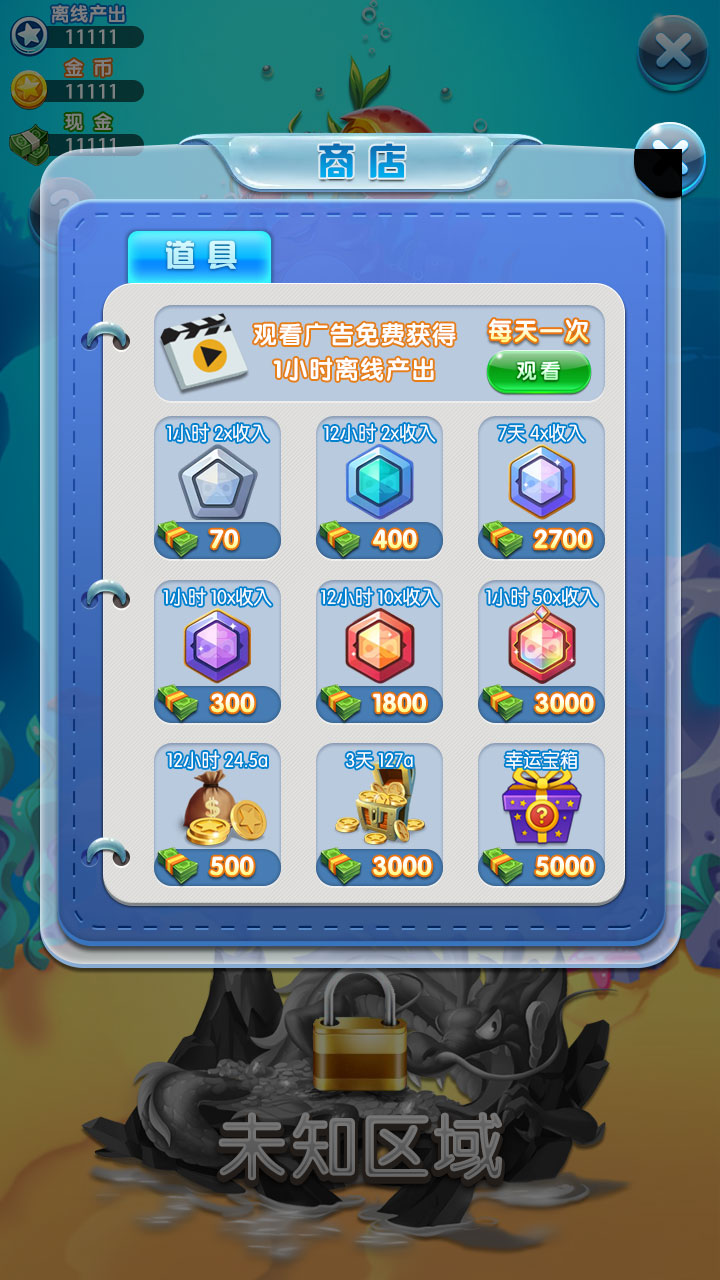 离线产出
11111
金币
11111
现金
11111
商店
道具
观看广告免费获得
1小时离线产出
每天一次
观看
1小时 2x收入
12小时 2x收入
7天 4x收入
70
400
2700
1小时 10x收入
12小时 10x收入
1小时 50x收入
300
1800
3000
12小时 24.5a
3天 127a
幸运宝箱
$
?
500
3000
5000
未知区域